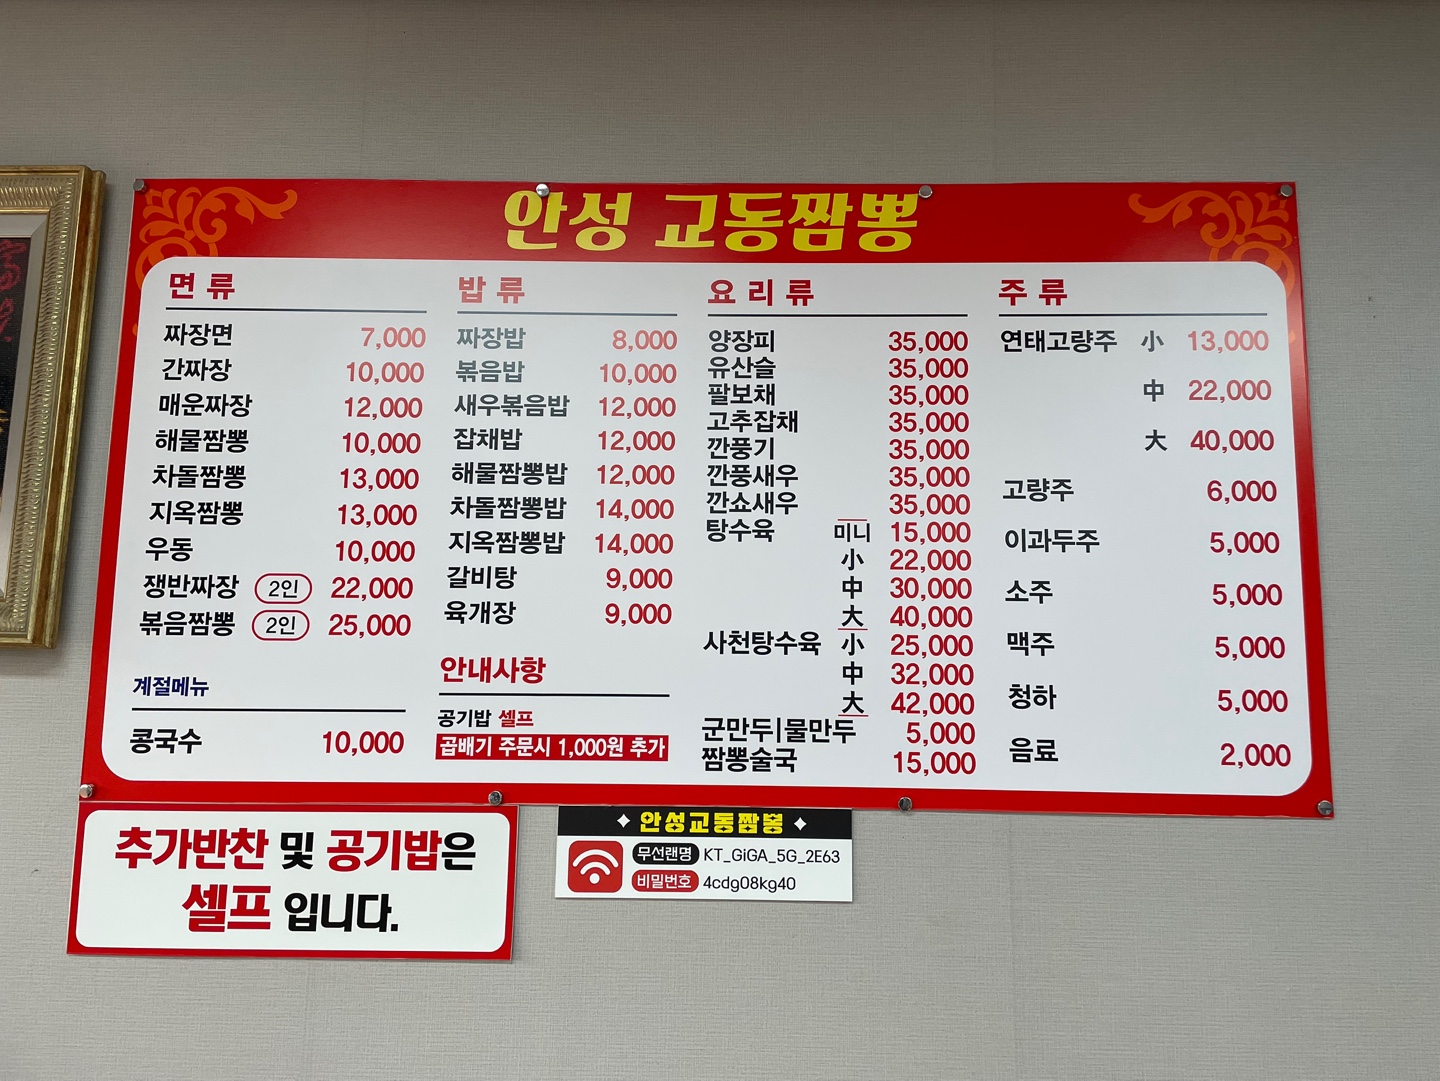 안성 교동짬뽕
면 류
짜장면 7,000
간짜장 10,000
매운짜장 12,000
해물짬뽕 10,000
차돌짬뽕 13,000
지옥짬뽕 13,000
우동 10,000
쟁반짜장 2인 22,000
볶음짬뽕 2인 25,000
계절메뉴
콩국수 10,000
밥 류
짜장밥 8,000
볶음밥 10,000
새우볶음밥 12,000
잡채밥 12,000
해물짬뽕밥 12,000
차돌짬뽕밥 14,000
지옥짬뽕밥 14,000
갈비탕 9,000
육개장 9,000
안내사항
공기밥 셀프
곱배기 주문시 1,000원 추가
요 리 류
양장피 35,000
유산슬 35,000
팔보채 35,000
고추잡채 35,000
깐풍기 35,000
깐풍새우 35,000
깐쇼새우 35,000
탕수육 미니 15,000
小 22,000
中 30,000
大 40,000
사천탕수육 小 25,000
中 32,000
大 42,000
군만두|물만두 5,000
짬뽕술국 15,000
주 류
연태고량주 小 13,000
中 22,000
大 40,000
고량주 6,000
이과두주 5,000
소주 5,000
맥주 5,000
청하 5,000
음료 2,000
추가반찬 및 공기밥은
셀프 입니다.
안성교동짬뽕
무선랜명 KT_GiGA_5G_2E63
비밀번호 4cdg08kg40